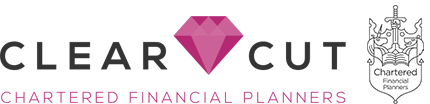 CLEAR CUT
CHARTERED FINANCIAL PLANNERS
Chartered
Financial
Planners